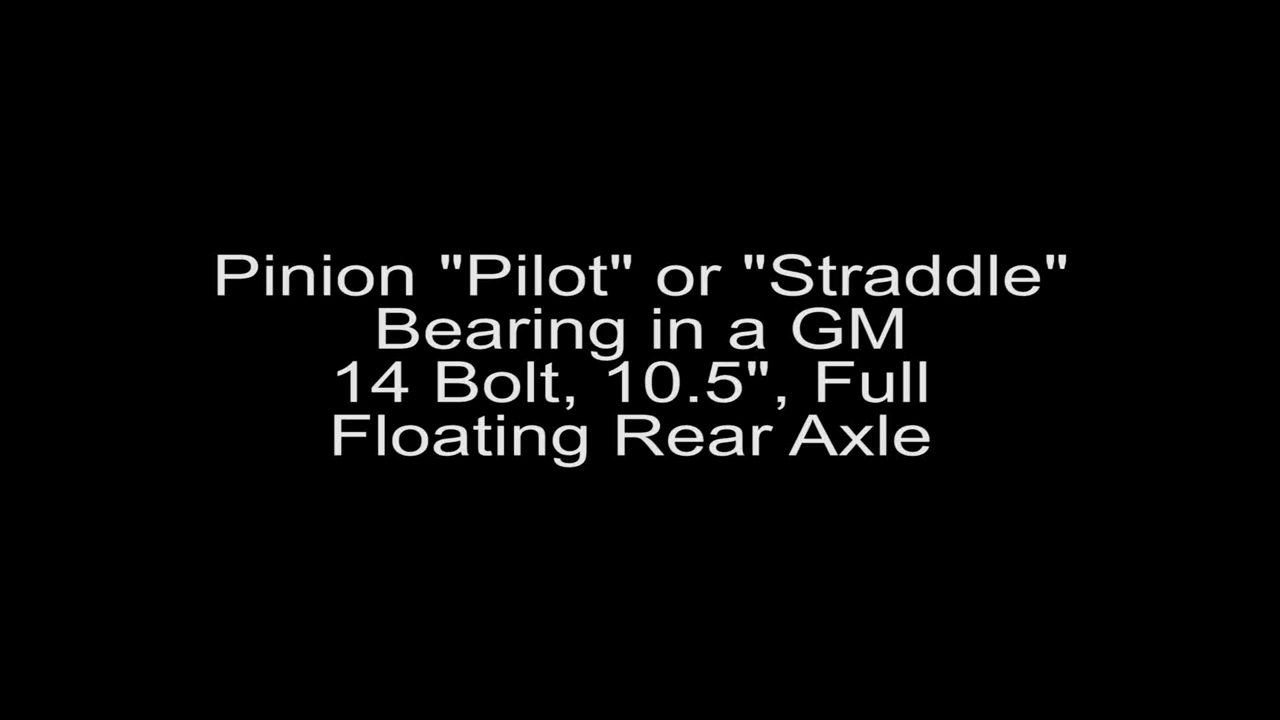 Pinion "Pilot" or "Straddle"
Bearing in a GM
14 Bolt, 10.5", Full
Floating Rear Axle